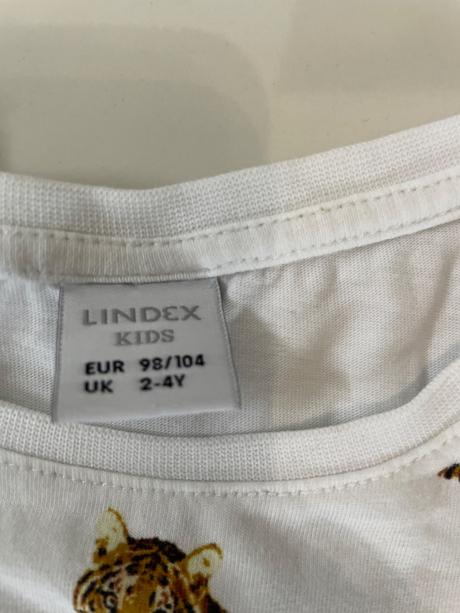 LINDEX
KIDS
EUR 98/104
UK 2-4Y